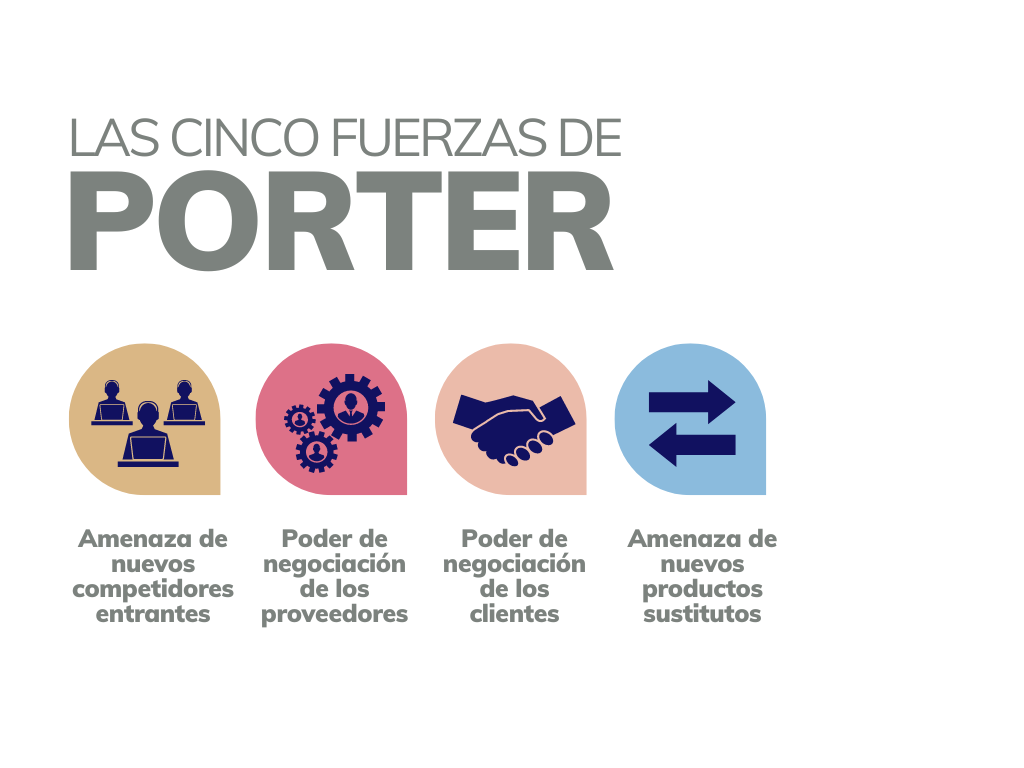 LAS CINCO FUERZAS DE
PORTER
Amenaza de
nuevos
competidores
entrantes
Poder de
negociación
de los
proveedores
Poder de
negociación
de los
clientes
Amenaza de
nuevos
productos
sustitutos